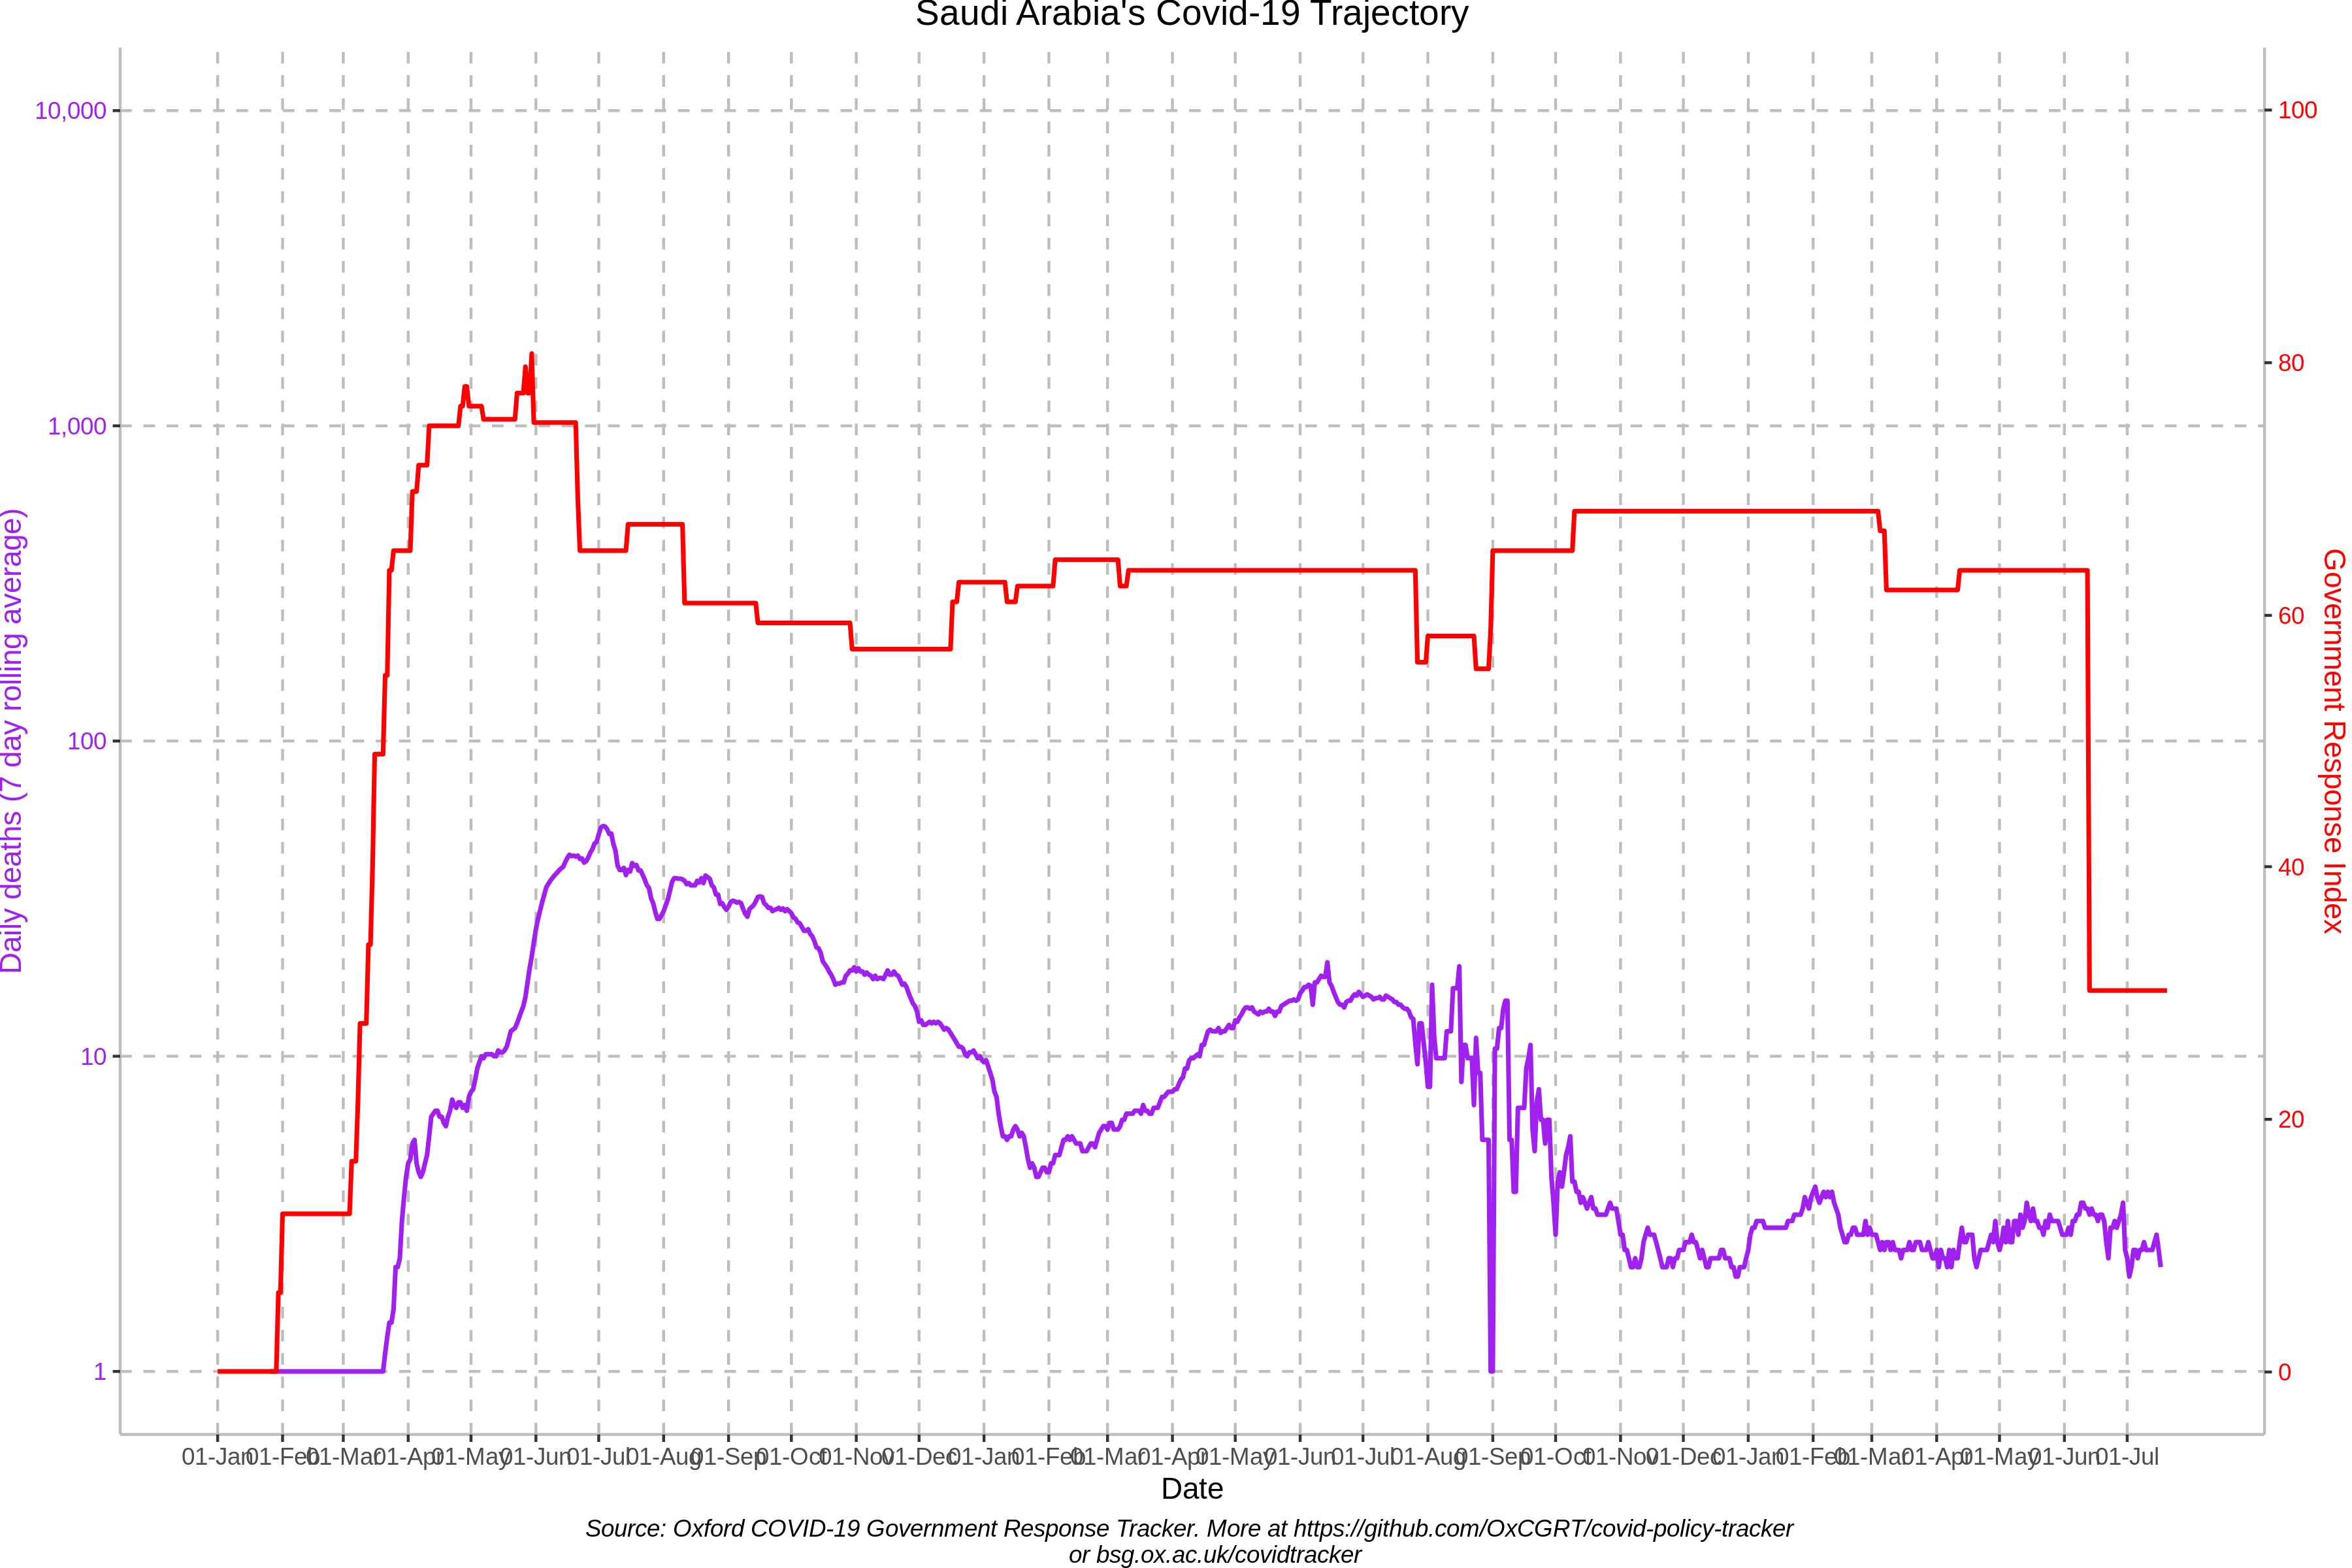 Saudi Arabia's Covid-19 Trajectory
10,000
1,000
100
10
1
Daily deaths (7 day rolling average)
100
80
60
40
20
0
Government Response Index
01-Jan 01-Feb 01-Mar 01-Apr 01-May 01-Jun 01-Jul 01-Aug 01-Sep 01-Oct 01-Nov 01-Dec 01-Jan 01-Feb 01-Mar 01-Apr 01-May 01-Jun 01-Jul 01-Aug 01-Sep 01-Oct 01-Nov 01-Dec 01-Jan 01-Feb 01-Mar 01-Apr 01-May 01-Jun 01-Jul
Date
Source: Oxford COVID-19 Government Response Tracker. More at https://github.com/OxCGRT/covid-policy-tracker
or bsg.ox.ac.uk/covidtracker